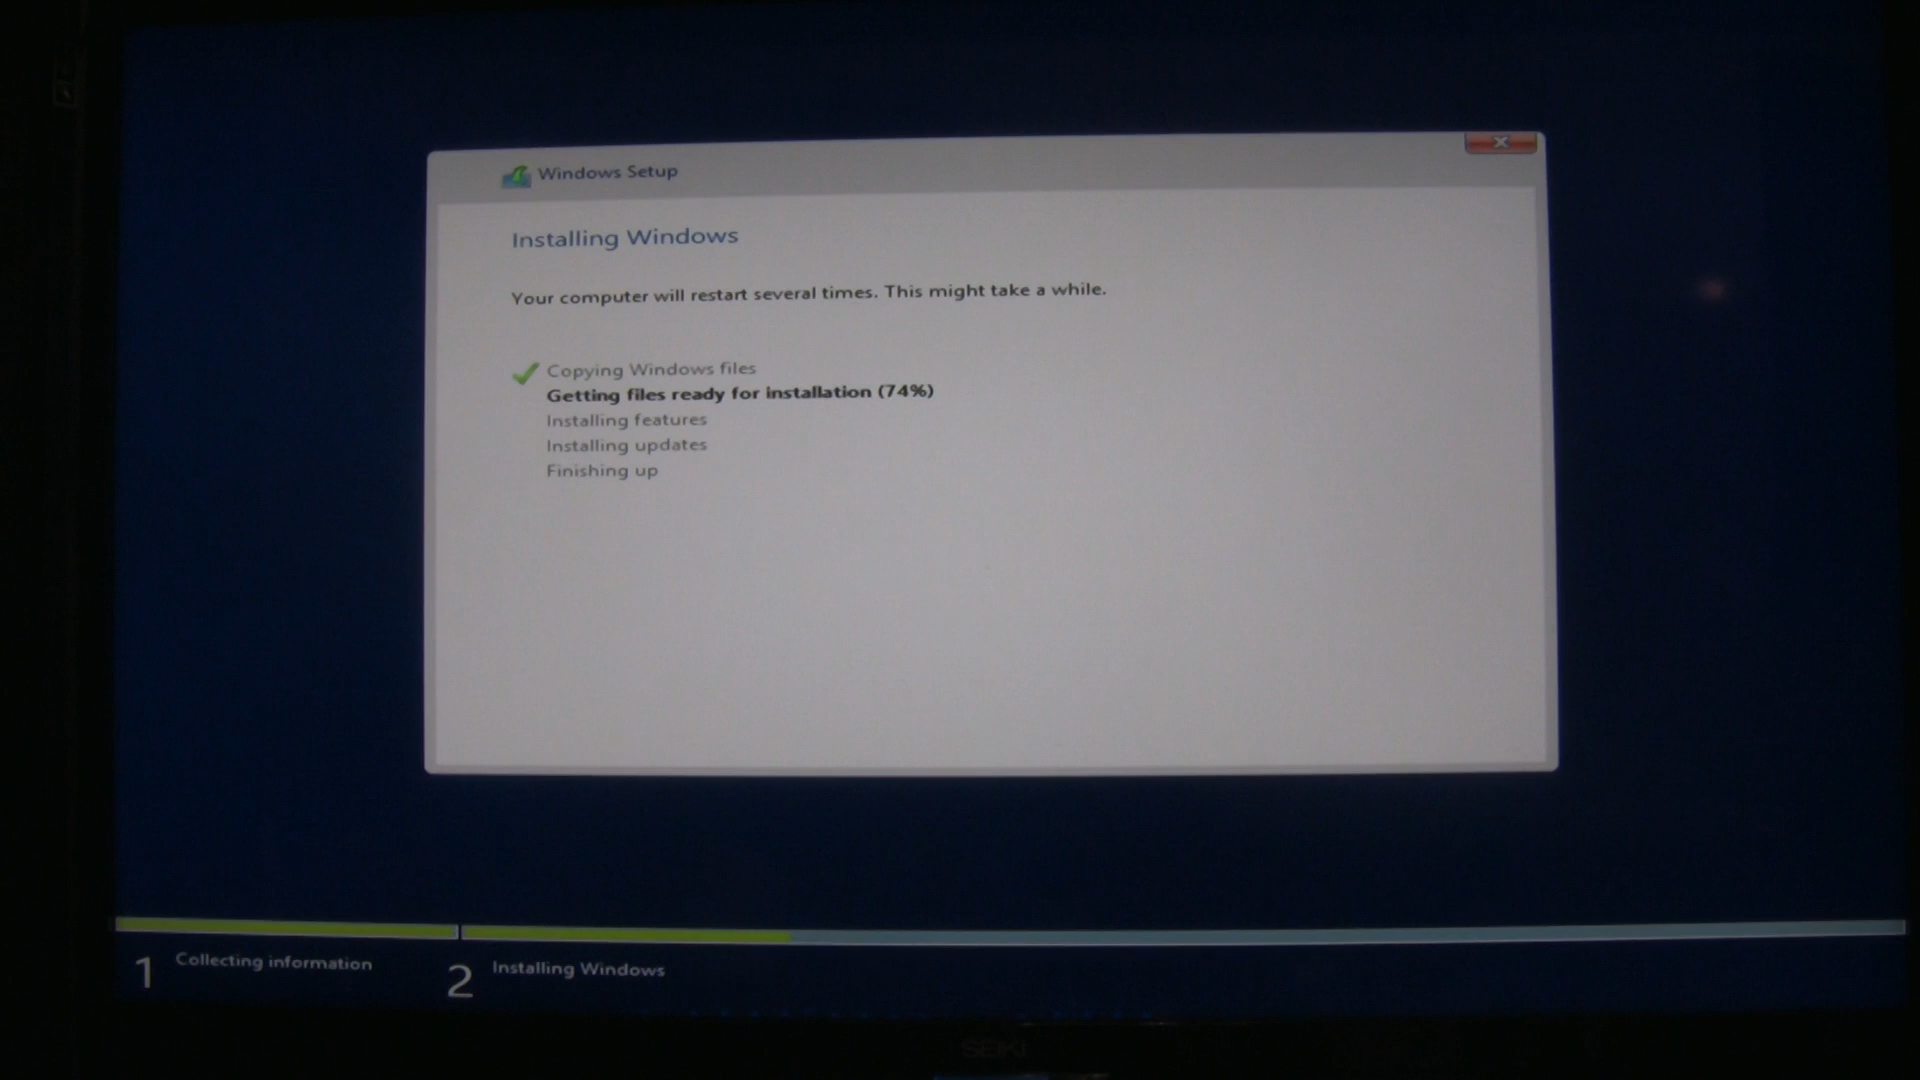 Windows Setup
Installing Windows
Your computer will restart several times. This might take a while.
Copying Windows files
Getting files ready for installation (74%)
Installing features
Installing updates
Finishing up
1 Collecting information
2 Installing Windows
SEIKI